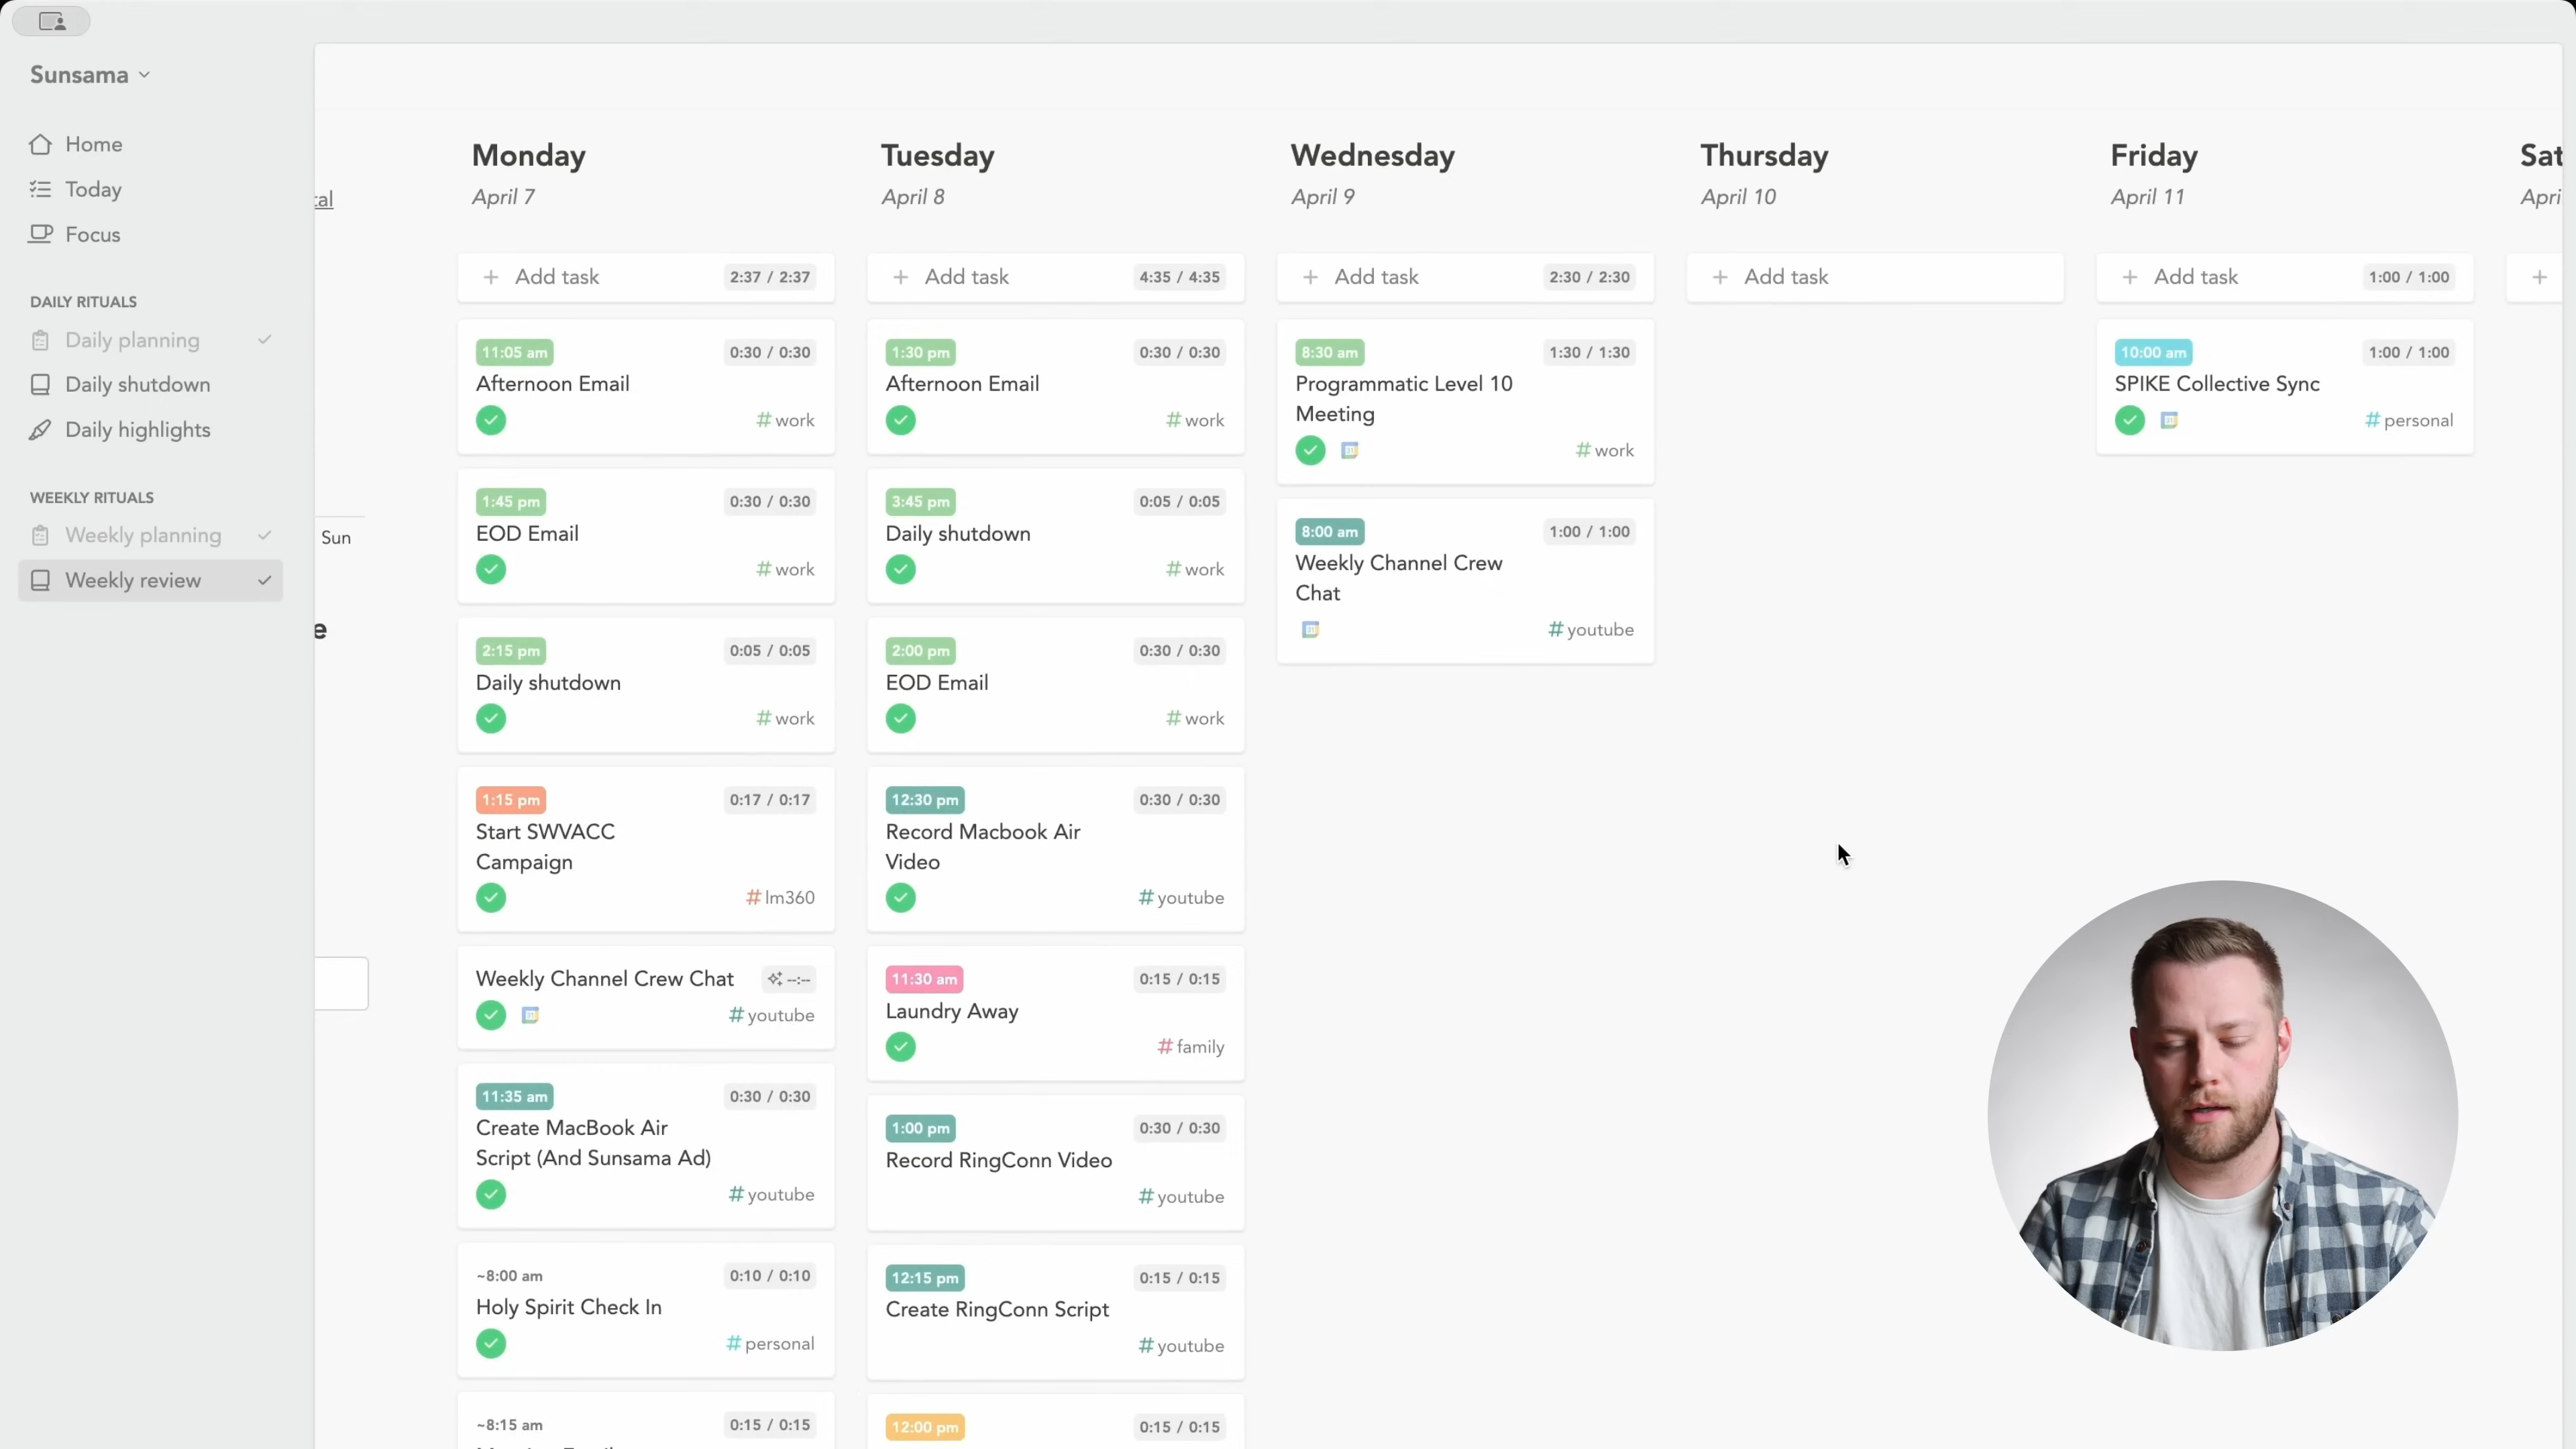 Sunsama
Home
Today
Focus
DAILY RITUALS
Daily planning
Daily shutdown
Daily highlights
WEEKLY RITUALS
Weekly planning
Weekly review
tal
Sun
e
Monday
April 7
Add task
2:37 / 2:37
11:05 am
0:30 / 0:30
Afternoon Email
# work
1:45 pm
0:30 / 0:30
EOD Email
# work
2:15 pm
0:05 / 0:05
Daily shutdown
# work
1:15 pm
0:17 / 0:17
Start SWVACC
Campaign
# lm360
Weekly Channel Crew Chat
--:--
# youtube
11:35 am
0:30 / 0:30
Create MacBook Air
Script (And Sunsama Ad)
# youtube
~8:00 am
0:10 / 0:10
Holy Spirit Check In
# personal
~8:15 am
0:15 / 0:15
Tuesday
April 8
Add task
4:35 / 4:35
1:30 pm
0:30 / 0:30
Afternoon Email
# work
3:45 pm
0:05 / 0:05
Daily shutdown
# work
2:00 pm
0:30 / 0:30
EOD Email
# work
12:30 pm
0:30 / 0:30
Record Macbook Air
Video
# youtube
11:30 am
0:15 / 0:15
Laundry Away
# family
1:00 pm
0:30 / 0:30
Record RingConn Video
# youtube
12:15 pm
0:15 / 0:15
Create RingConn Script
# youtube
12:00 pm
0:15 / 0:15
Wednesday
April 9
Add task
2:30 / 2:30
8:30 am
1:30 / 1:30
Programmatic Level 10
Meeting
# work
8:00 am
1:00 / 1:00
Weekly Channel Crew
Chat
# youtube
Thursday
April 10
Add task
Friday
April 11
Add task
1:00 / 1:00
10:00 am
1:00 / 1:00
SPIKE Collective Sync
# personal
Sat
Apri